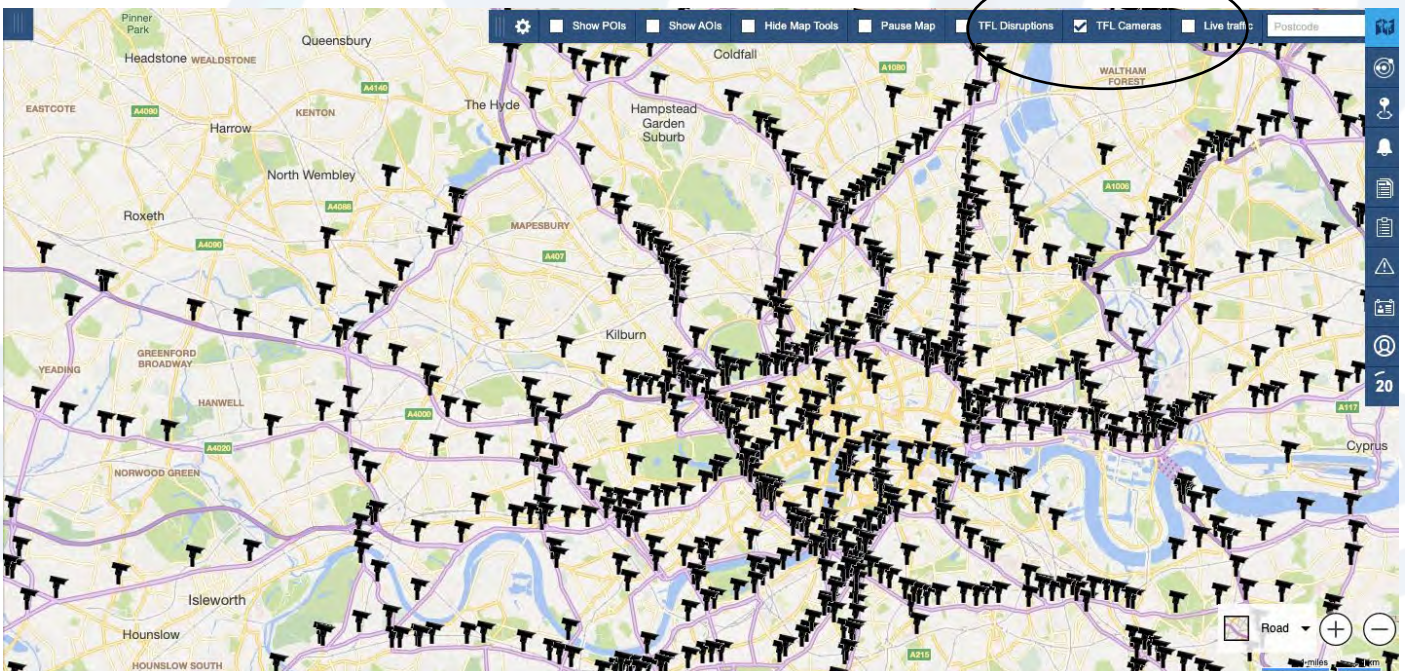 Show POIs
Show AOIs
Hide Map Tools
Pause Map
TFL Disruptions
TFL Cameras
Live traffic
Postcode
Pinner
Park
Queensbury
Headstone
WEALDSTONE
Coldfall
A1080
WALTHAM
FOREST
A4140
EASTCOTE
A4090
KENTON
The Hyde
Hampstead
Garden
Suburb
Harrow
North Wembley
A1006
A4088
Roxeth
MAPESBURY
A4090
A407
Kilburn
GREENFORD
BROADWAY
YEADING
20
HANWELL
A4000
A117
A4020
Cyprus
NORWOOD GREEN
Isleworth
Road
Hounslow
A215
HOUNSLOW SOUTH
miles
km